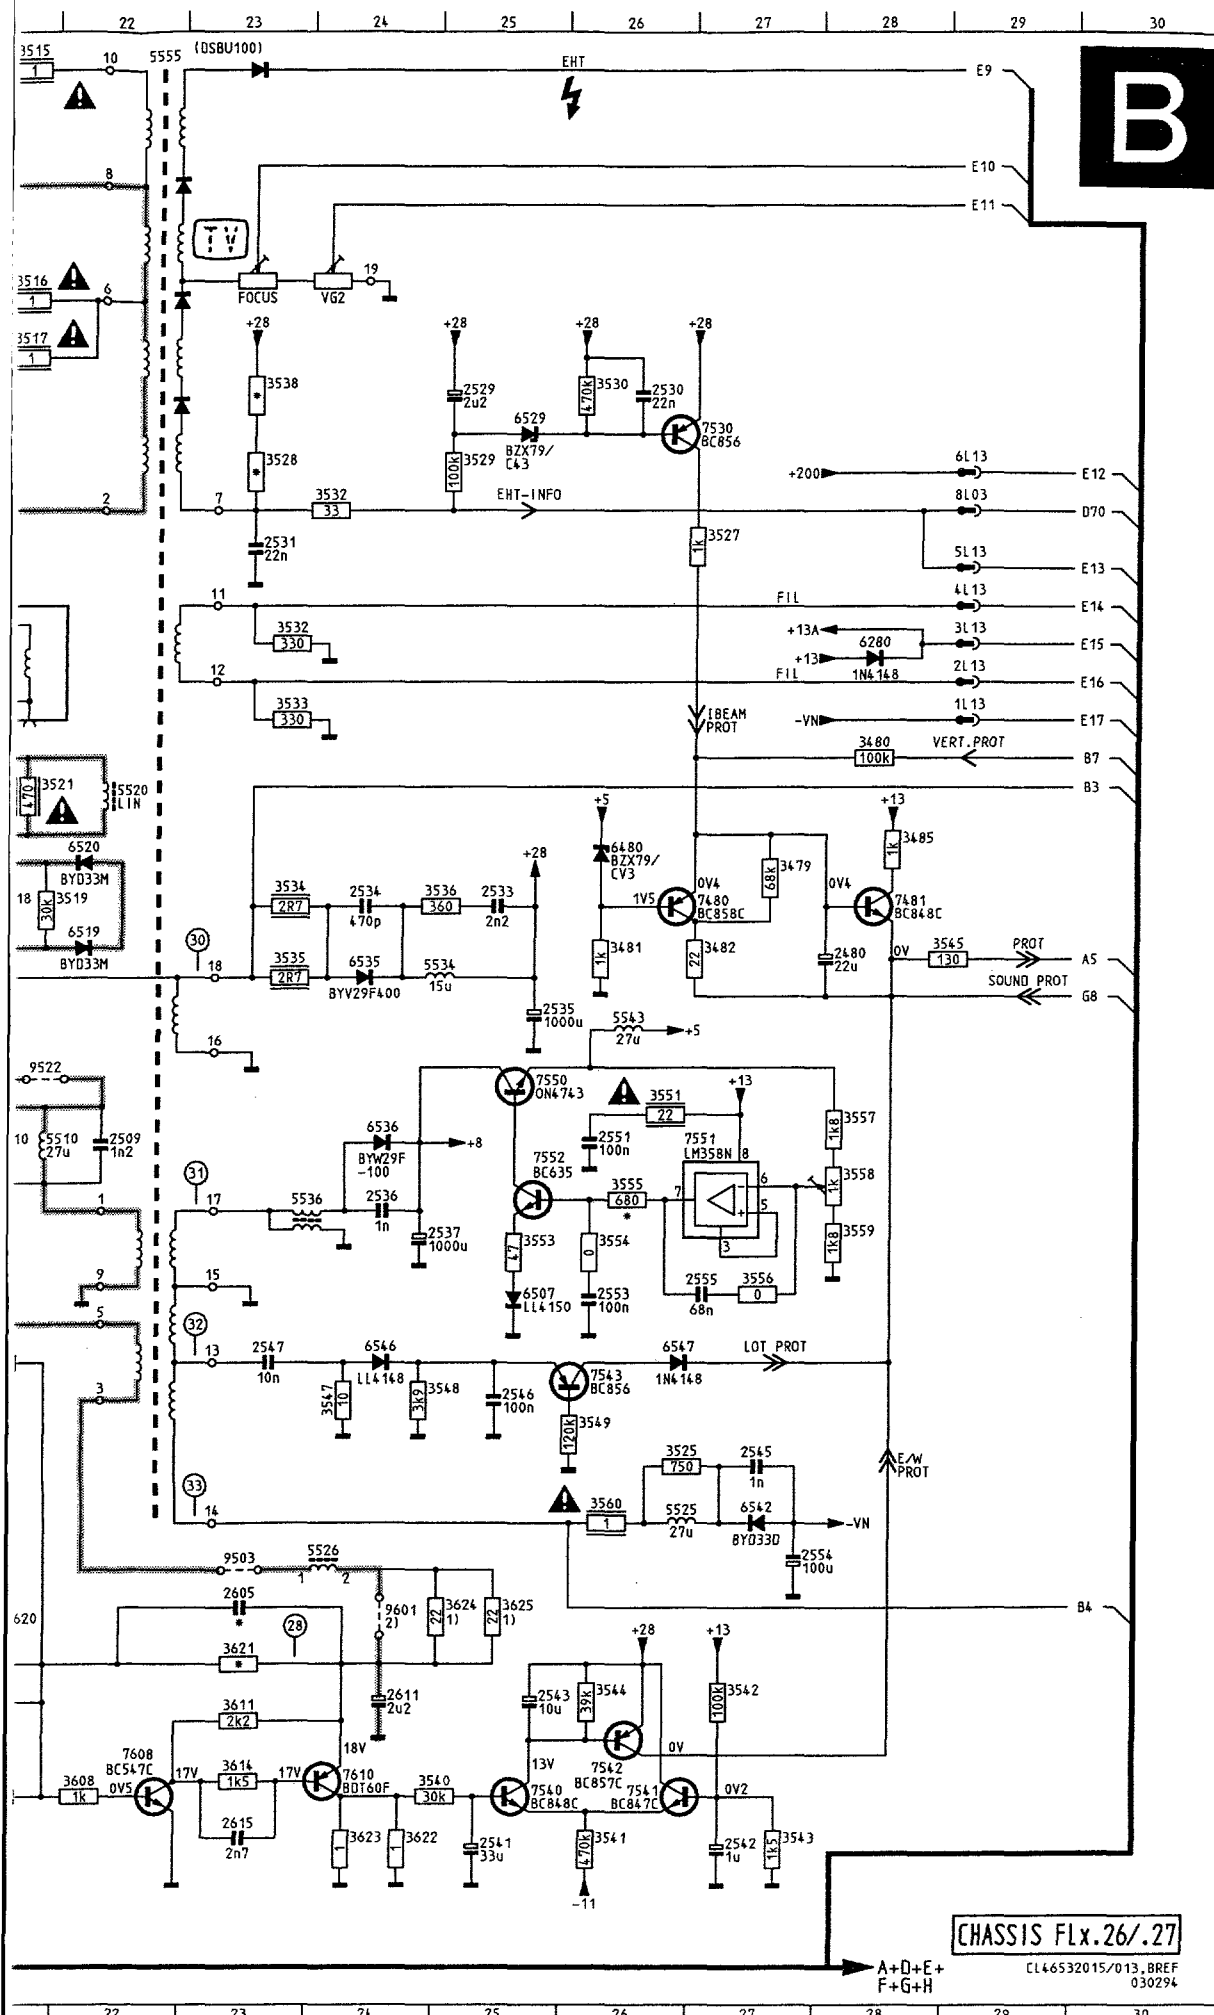 22 23 24 25 26 27 28 29 30
3515
1
10
5555
(DSBU100)
EHT
E9
B
8
E10
E11
TV
3516
1
6
3517
1
FOCUS
VG2
19
+28
+28
+28
+28
3538
*
2529
2u2
3530
470k
2530
22n
6529
BZX79/
C43
7530
BC856
3528
*
3529
100k
+200
6L13
E12
2
7
3532
33
EHT-INFO
8L03
D70
2531
22n
3527
1k
5L13
E13
11
FIL
4L13
E14
3532
330
+13A
3L13
E15
6280
+13
1N4148
12
FIL
2L13
E16
3533
330
IBEAM
PROT
-VN
1L13
E17
3480
100k
VERT.PROT
B7
3521
470
5520
LIN
B3
+5
+13
6520
BYD33M
6480
BZX79/
CV3
3485
1k
+28
3479
68k
18
3519
30k
3534
2R7
2534
470p
3536
360
2533
2n2
0V4
1V5
7480
BC858C
0V4
7481
BC848C
6519
BYD33M
30
18
3535
2R7
6535
BYV29F400
5534
15u
3481
1k
3482
22
2480
22u
0V
3545
130
PROT
A5
SOUND PROT
G8
2535
1000u
16
5543
27u
+5
9522
7550
ON4743
3551
22
+13
3557
1k8
10
5510
27u
2509
1n2
6536
BYW29F
-100
+8
2551
100n
7551
LM358N
8
7552
BC635
31
17
5536
2536
1n
3555
680
*
7
6
5
3
-
+
3558
1k
1
2537
1000u
3553
47
3554
0
3559
1k8
9
15
6507
LL4150
2553
100n
2555
68n
3556
0
5
32
13
2547
10n
6546
LL4148
6547
1N4148
LOT PROT
7543
BC856
3547
10
3548
3k9
2546
100n
3549
120k
3
E/W
PROT
3525
750
2545
1n
33
14
3560
1
5525
27u
6542
BYD33D
-VN
2554
100u
9503
5526
1 2
2605
*
9601
2)
3624
22
1)
3625
22
1)
B4
620
28
3621
*
+28
+13
2611
2u2
2543
10u
3544
39k
3542
100k
3611
2k2
18V
13V
0V
7542
BC857C
7608
BC547C
17V
3614
1k5
17V
7610
BDT60F
3540
30k
7540
BC848C
7541
BC847C
0V2
3608
1k
0V5
2615
2n7
3623
1
3622
1
2541
33u
3541
470k
2542
1u
3543
1k5
-11
CHASSIS FLx.26/.27
A+D+E+
F+G+H
CL46532015/013,BREF
030294
22 23 24 25 26 27 28 29 30